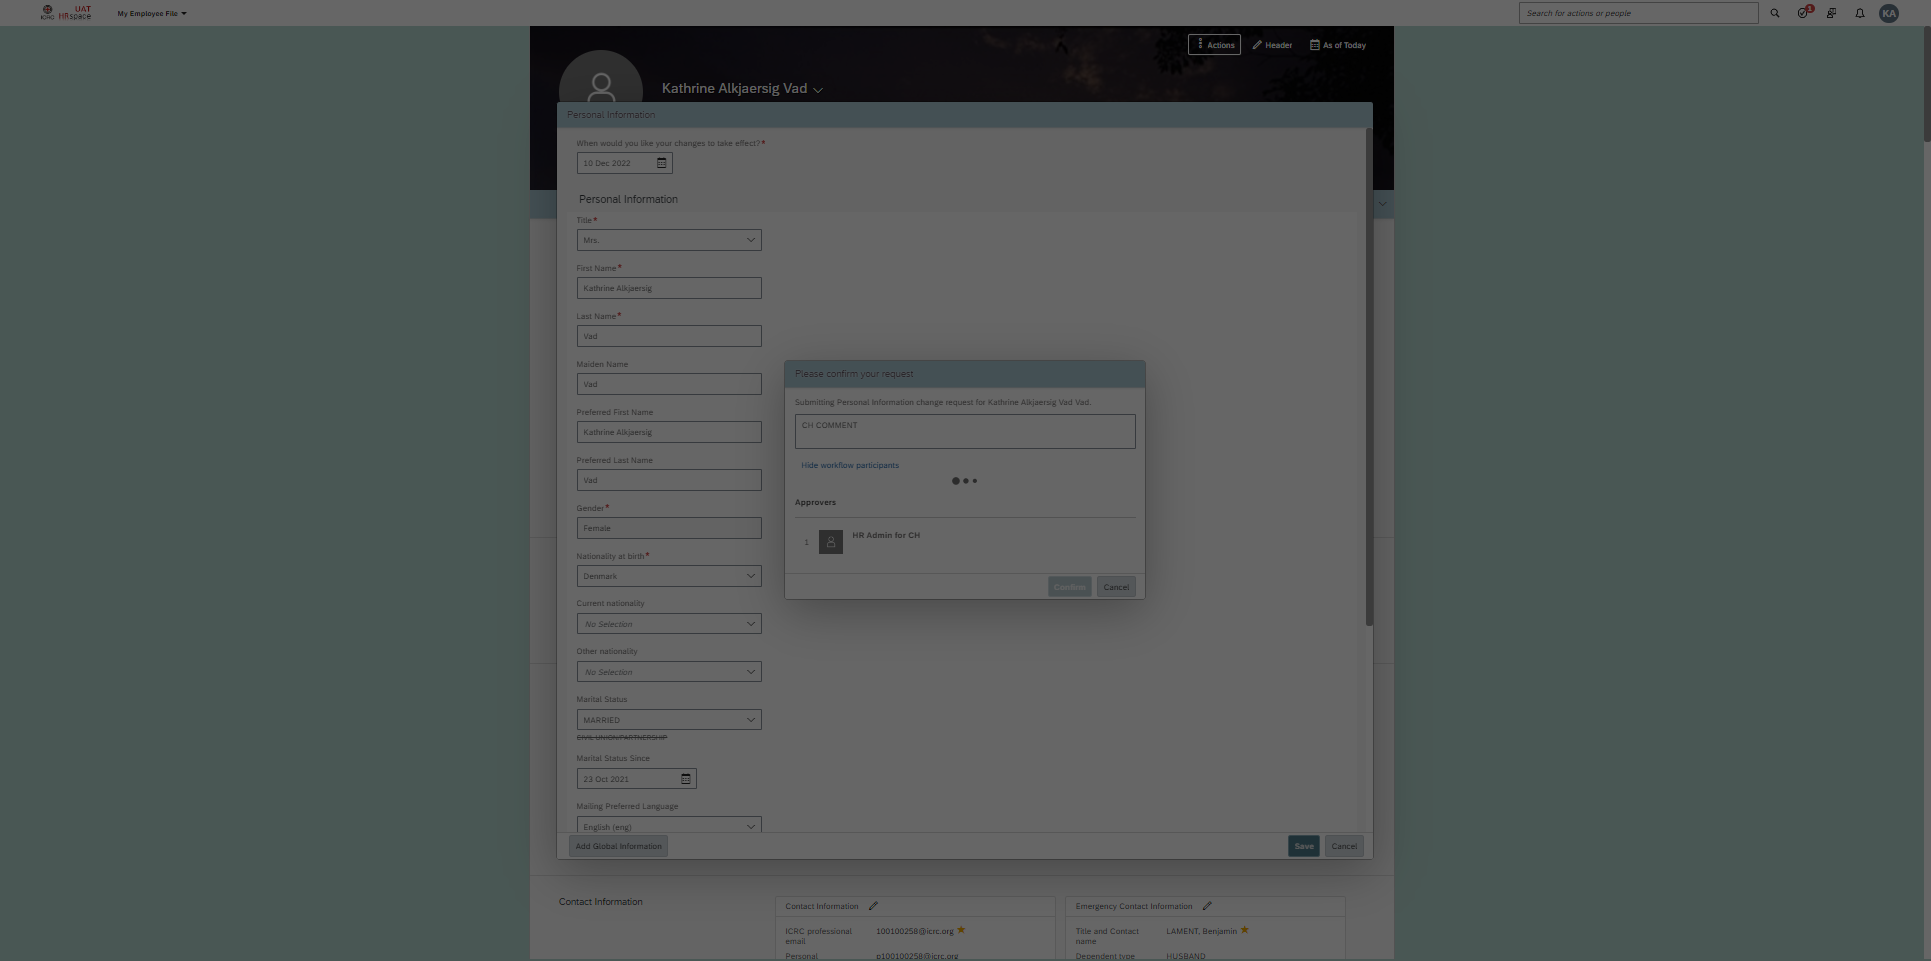 ICRC
UAT
HRspace
My Employee File
Search for actions or people
1
KA
Actions
Header
As of Today
Kathrine Alkjaersig Vad
Personal Information
When would you like your changes to take effect?*
10 Dec 2022
Personal Information
Title*
Mrs.
First Name*
Kathrine Alkjaersig
Last Name*
Vad
Maiden Name
Vad
Preferred First Name
Kathrine Alkjaersig
Preferred Last Name
Vad
Gender*
Female
Nationality at birth*
Denmark
Current nationality
No Selection
Other nationality
No Selection
Marital Status
MARRIED
CIVIL UNION/PARTNERSHIP
Marital Status Since
23 Oct 2021
Mailing Preferred Language
English (eng)
Add Global Information
Save
Cancel
Please confirm your request
Submitting Personal Information change request for Kathrine Alkjaersig Vad Vad.
CH COMMENT
Hide workflow participants
Approvers
1
HR Admin for CH
Confirm
Cancel
Contact Information
Contact Information
ICRC professional email
100100258@icrc.org
Personal
p100100258@icrc.org
Emergency Contact Information
Title and Contact name
LAMENT, Benjamin
Dependent type
HUSBAND